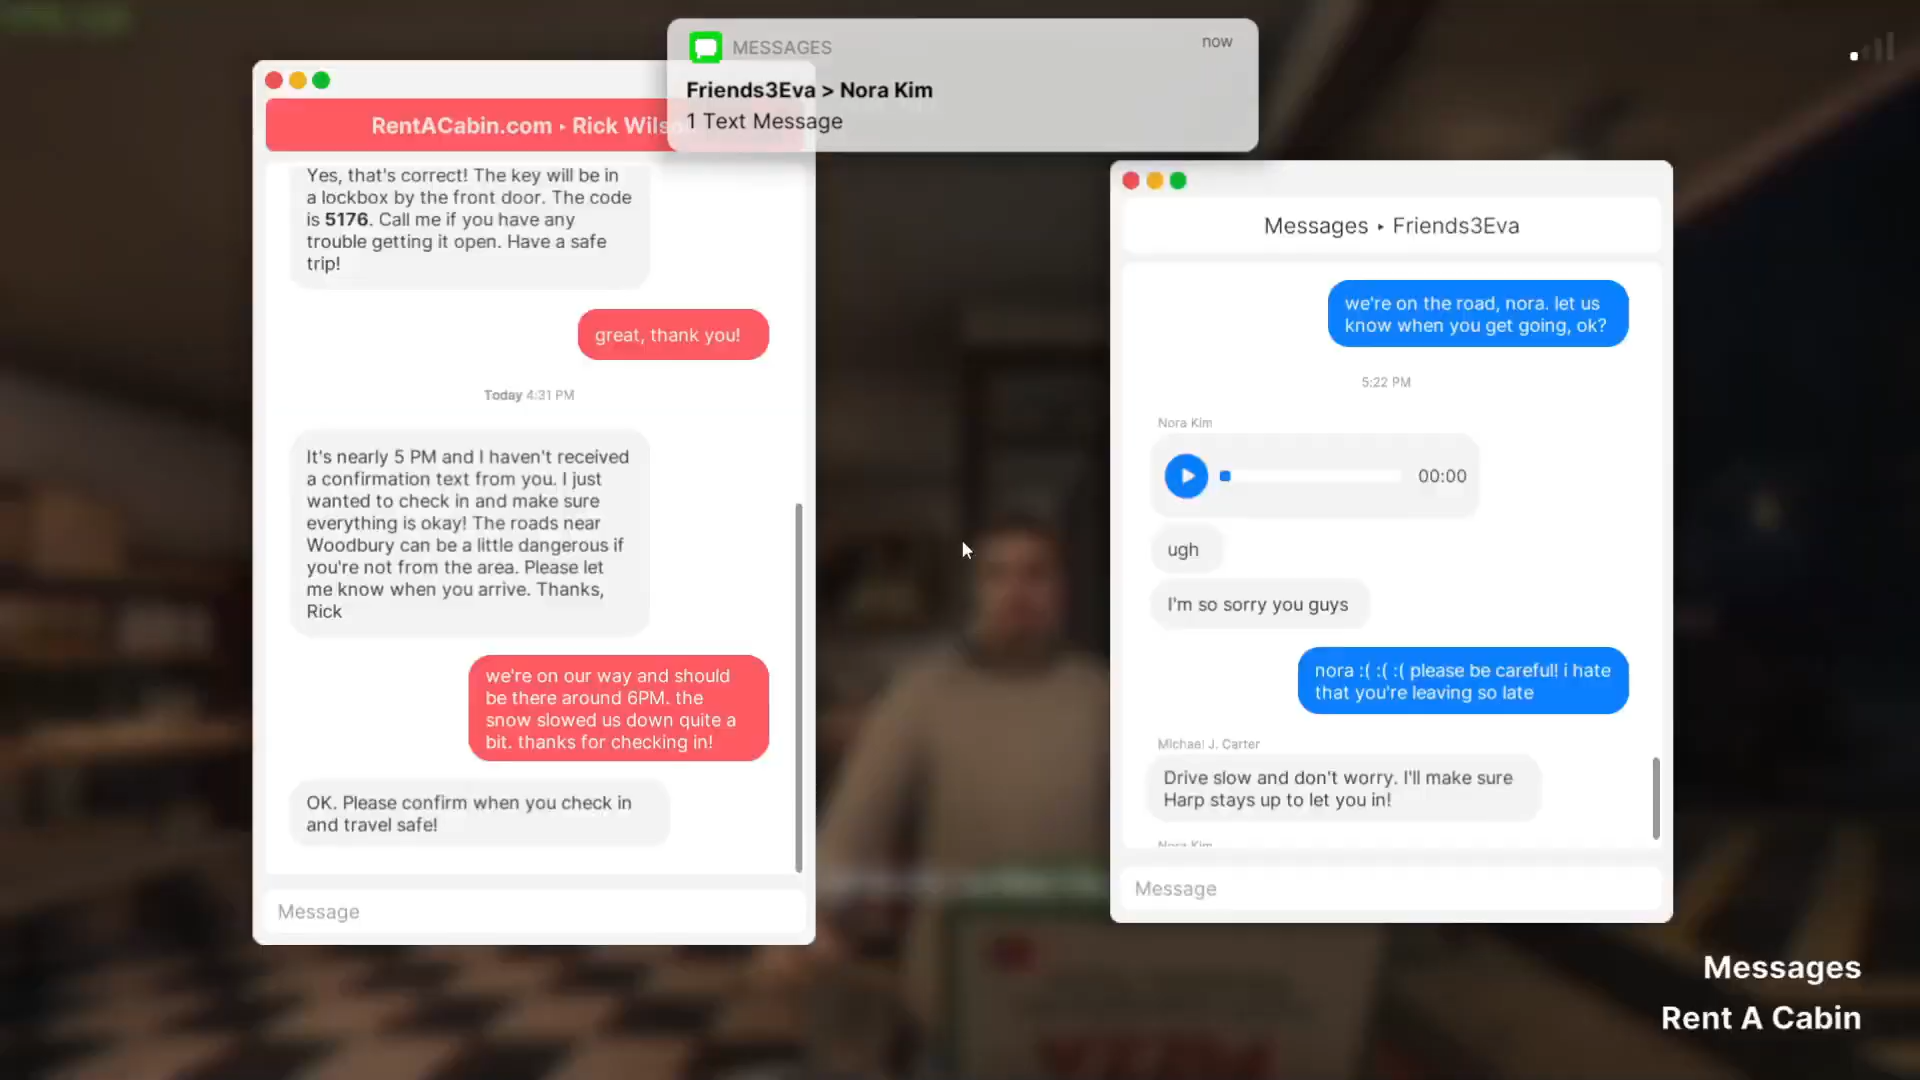 MESSAGES
now
Friends3Eva > Nora Kim
1 Text Message
RentACabin.com ‣ Rick
Yes, that's correct! The key will be in
a lockbox by the front door. The code
is 5176. Call me if you have any
trouble getting it open. Have a safe
trip!
great, thank you!
Today 4:31 PM
It's nearly 5 PM and I haven't received
a confirmation text from you. I just
wanted to check in and make sure
everything is okay! The roads near
Woodbury can be a little dangerous if
you're not from the area. Please let
me know when you arrive. Thanks,
Rick
we're on our way and should
be there around 6PM. the
snow slowed us down quite a
bit. thanks for checking in!
OK. Please confirm when you check in
and travel safe!
Message
Messages ‣ Friends3Eva
we're on the road, nora. let us
know when you get going, ok?
5:22 PM
Nora Kim
00:00
ugh
I'm so sorry you guys
nora :( :( :( please be careful! i hate
that you're leaving so late
Michael J. Carter
Drive slow and don't worry. I'll make sure
Harp stays up to let you in!
Nora Kim
Message
Messages
Rent A Cabin